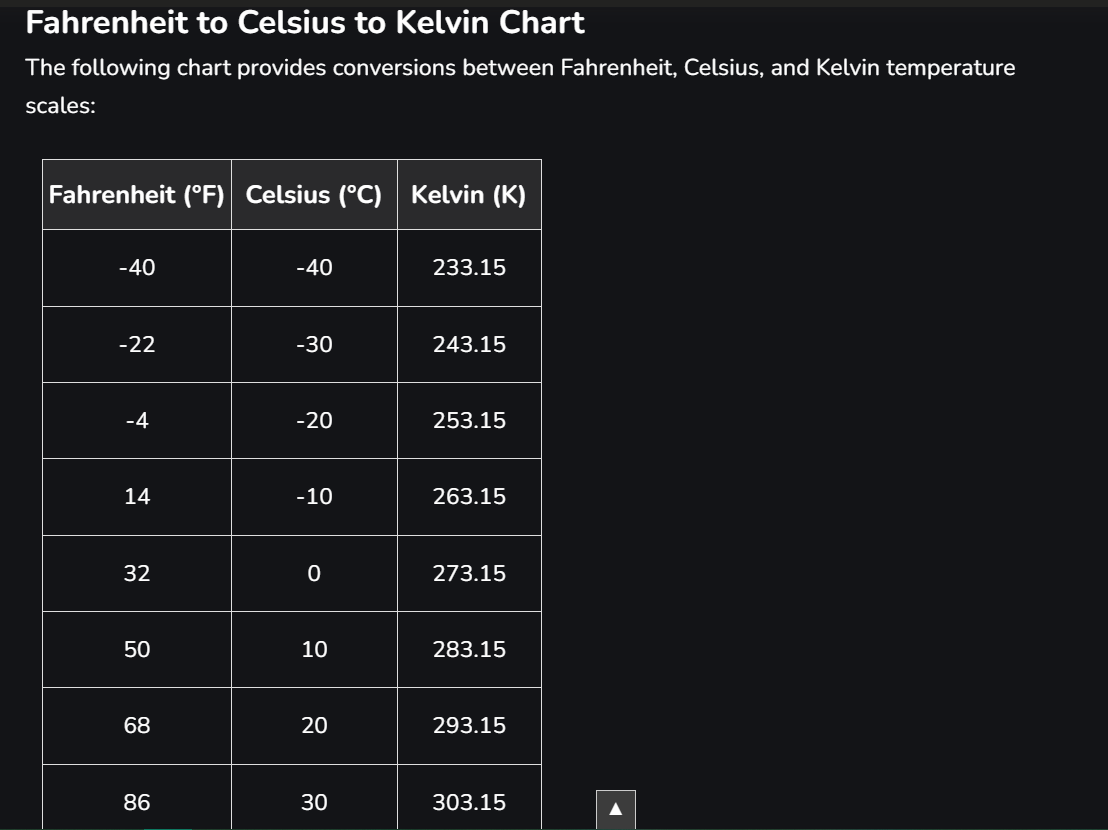 Fahrenheit to Celsius to Kelvin Chart
The following chart provides conversions between Fahrenheit, Celsius, and Kelvin temperature
scales:
Fahrenheit (°F) Celsius (°C) Kelvin (K)
-40 -40 233.15
-22 -30 243.15
-4 -20 253.15
14 -10 263.15
32 0 273.15
50 10 283.15
68 20 293.15
86 30 303.15